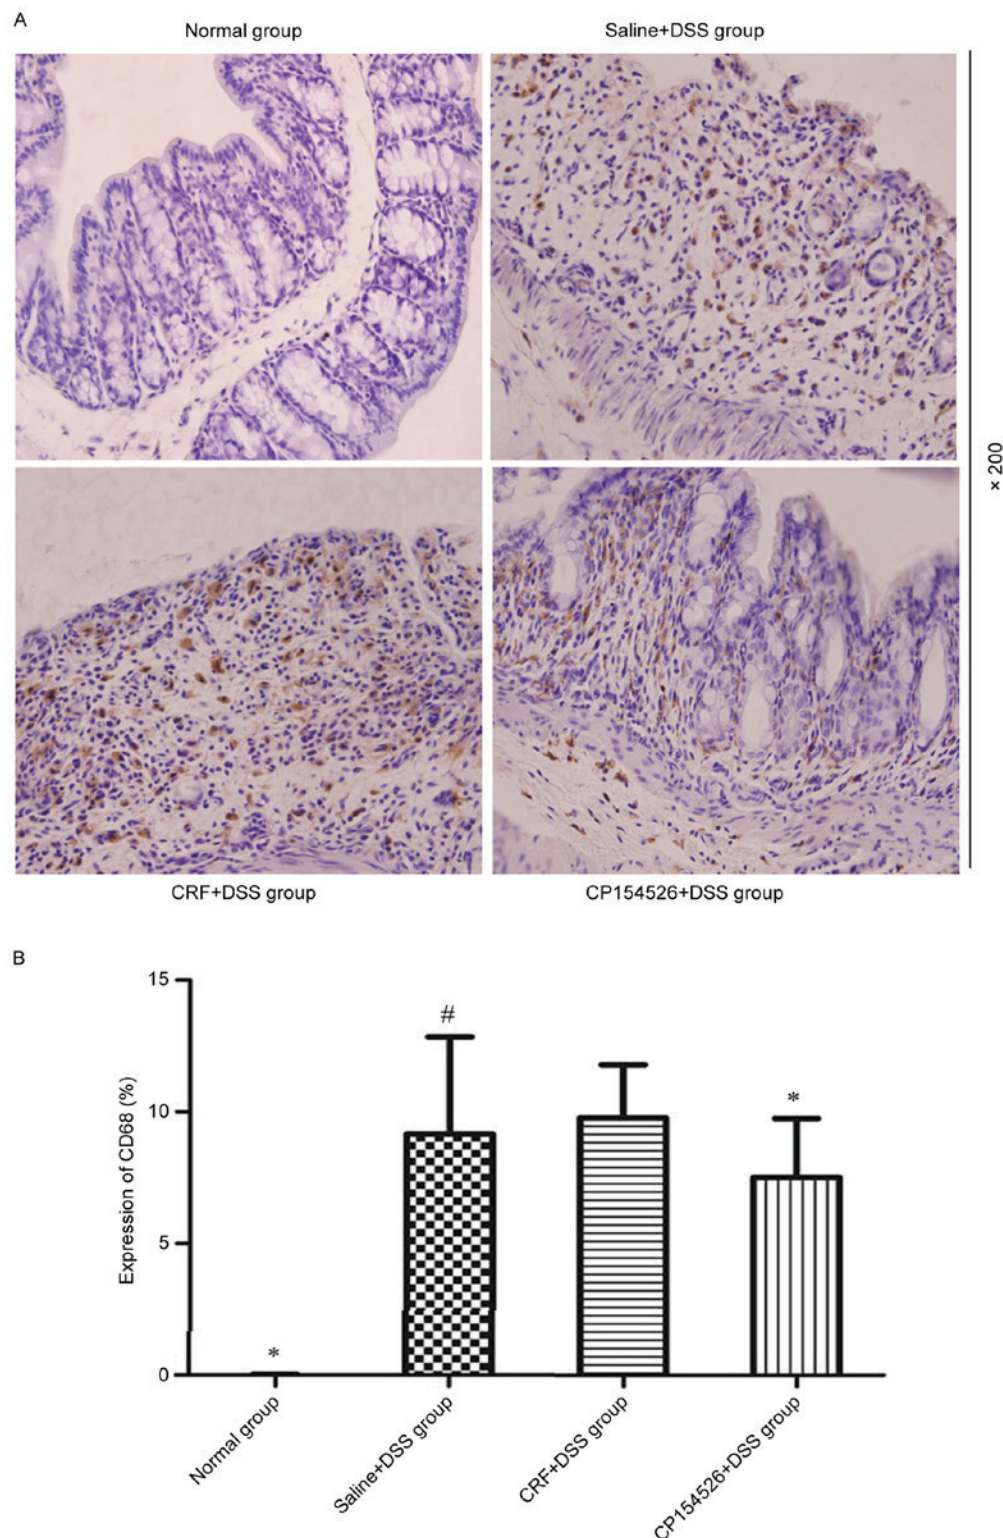 A
Normal group
Saline+DSS group
× 200
CRF+DSS group
CP154526+DSS group
B
15
10
5
0
Expression of CD68 (%)
*
#
*
Normal group
Saline+DSS group
CRF+DSS group
CP154526+DSS group